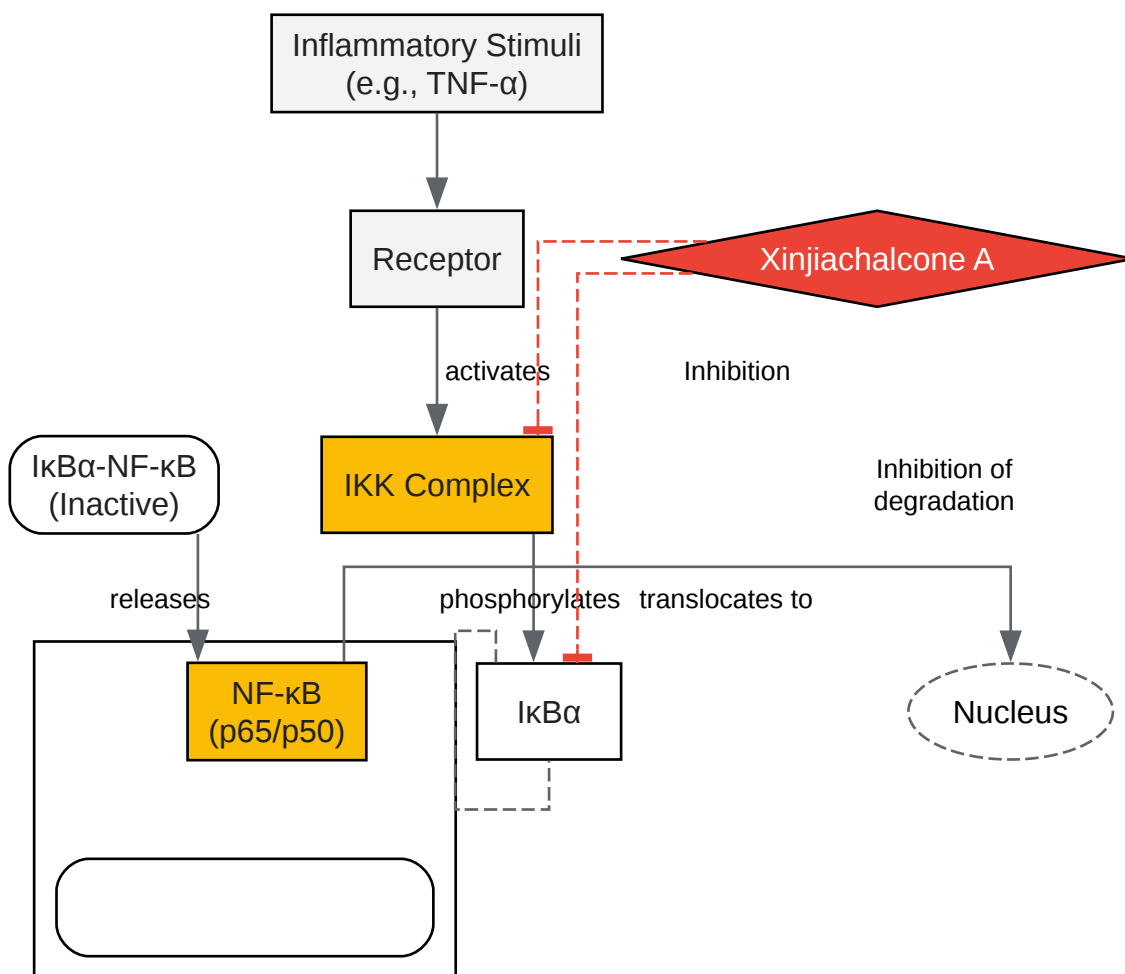 Inflammatory Stimuli
(e.g., TNF-α)
Receptor
Xinjiachalcone A
activates
Inhibition
IκBα-NF-κB
(Inactive)
IKK Complex
Inhibition of
degradation
releases
phosphorylates
translocates to
NF-κB
(p65/p50)
IκBα
Nucleus